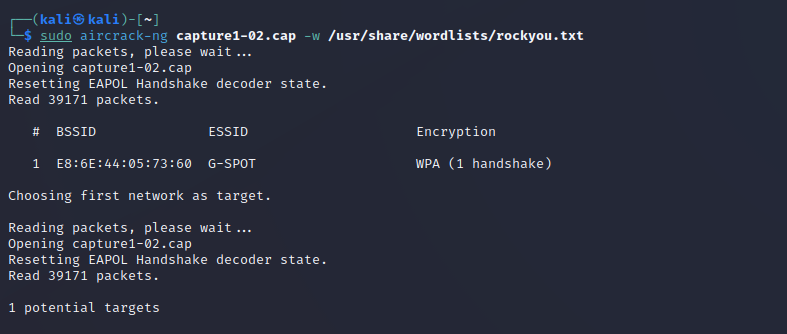 ┌──(kali㉿kali)-[~]
└─$ sudo aircrack-ng capture1-02.cap -w /usr/share/wordlists/rockyou.txt
Reading packets, please wait...
Opening capture1-02.cap
Resetting EAPOL Handshake decoder state.
Read 39171 packets.
# BSSID ESSID Encryption
1 E8:6E:44:05:73:60 G-SPOT WPA (1 handshake)
Choosing first network as target.
Reading packets, please wait...
Opening capture1-02.cap
Resetting EAPOL Handshake decoder state.
Read 39171 packets.
1 potential targets